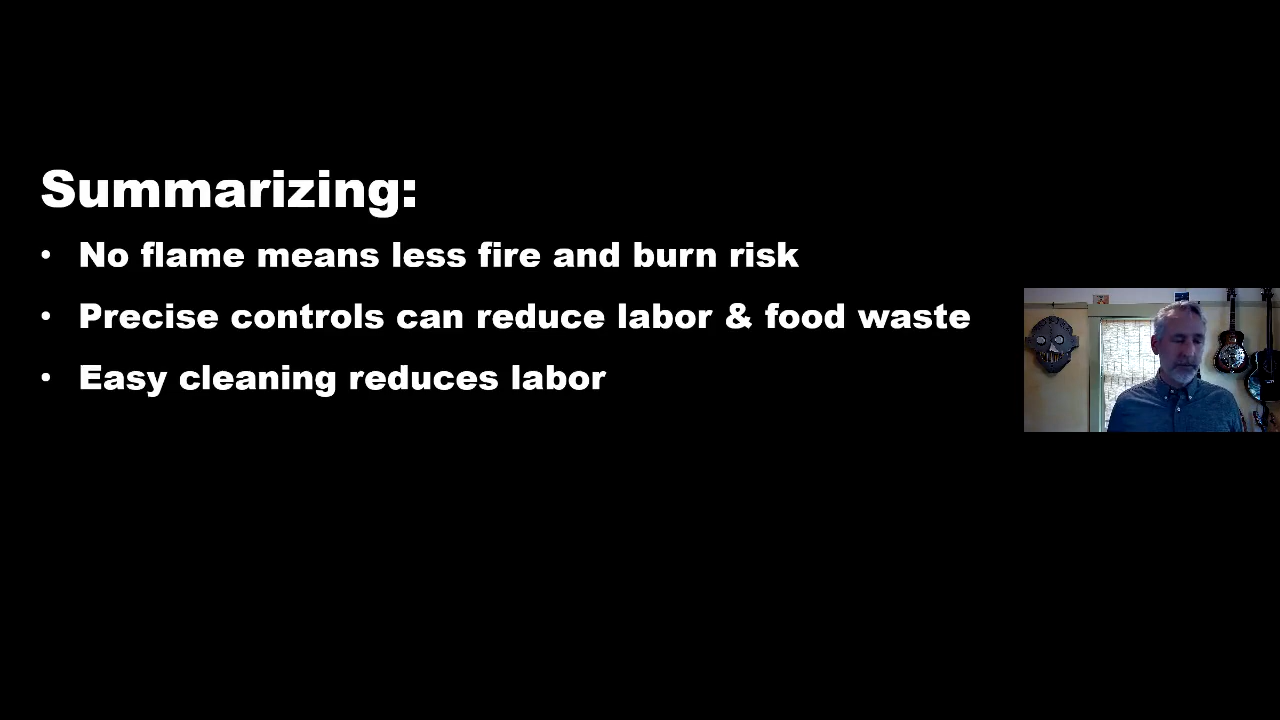 Summarizing:
• No flame means less fire and burn risk
• Precise controls can reduce labor & food waste
• Easy cleaning reduces labor